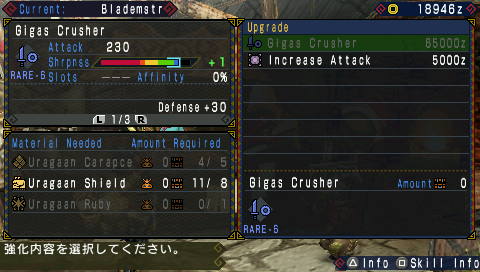 Current: Blademstr
18946z
Gigas Crusher
Attack 230
Shrpnss +1
RARE-6 Slots --- Affinity 0%
Defense+30
L 1/3 R
Material Needed Amount Required
Uragaan Carapce 0 4/ 5
Uragaan Shield 0 11/ 8
Uragaan Ruby 0 0/ 1
Upgrade
Gigas Crusher 65000z
Increase Attack 5000z
Gigas Crusher Amount 0
RARE-6
強化内容を選択してください。
Info Skill Info